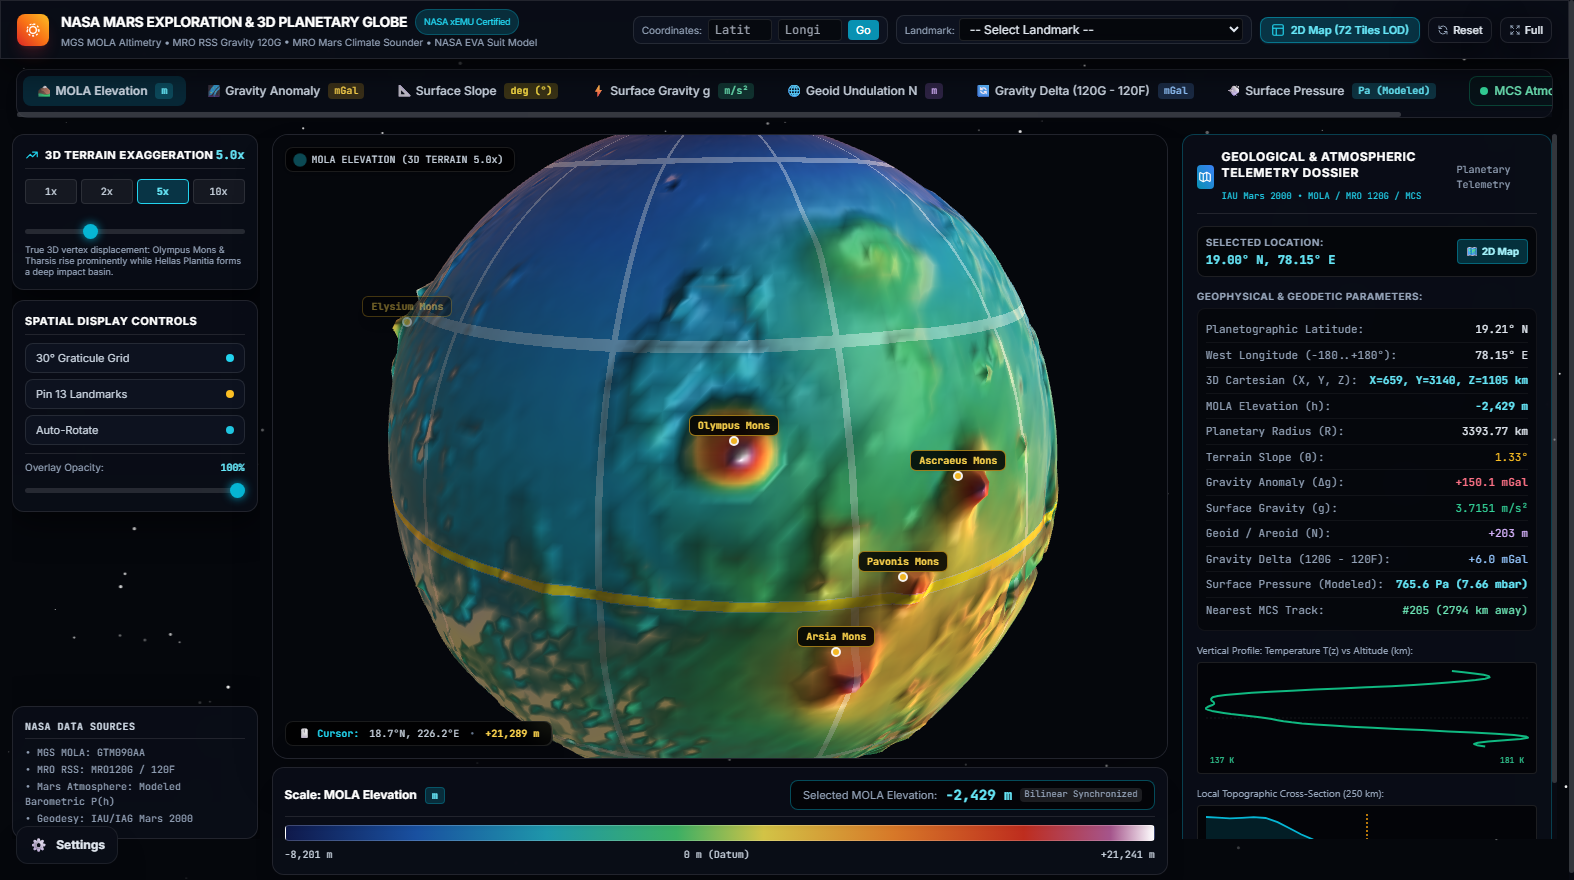 NASA MARS EXPLORATION & 3D PLANETARY GLOBE
NASA xEMU Certified
MGS MOLA Altimetry • MRO RSS Gravity 120G • MRO Mars Climate Sounder • NASA EVA Suit Model
Coordinates: Latit Longi Go
Landmark: -- Select Landmark --
2D Map (72 Tiles LOD)
Reset
Full
MOLA Elevation m
Gravity Anomaly mGal
Surface Slope deg (°)
Surface Gravity g m/s²
Geoid Undulation N m
Gravity Delta (120G - 120F) mGal
Surface Pressure Pa (Modeled)
MCS Atmo
3D TERRAIN EXAGGERATION 5.0x
1x 2x 5x 10x
True 3D vertex displacement: Olympus Mons &
Tharsis rise prominently while Hellas Planitia forms
a deep impact basin.
SPATIAL DISPLAY CONTROLS
30° Graticule Grid
Pin 13 Landmarks
Auto-Rotate
Overlay Opacity: 100%
NASA DATA SOURCES
• MGS MOLA: GTM090AA
• MRO RSS: MRO120G / 120F
• Mars Atmosphere: Modeled
Barometric P(h)
• Geodesy: IAU/IAG Mars 2000
Settings
MOLA ELEVATION (3D TERRAIN 5.0x)
Elysium Mons
Olympus Mons
Ascraeus Mons
Pavonis Mons
Arsia Mons
Cursor: 18.7°N, 226.2°E • +21,289 m
Scale: MOLA Elevation m
Selected MOLA Elevation: -2,429 m Bilinear Synchronized
-8,201 m 0 m (Datum) +21,241 m
GEOLOGICAL & ATMOSPHERIC
TELEMETRY DOSSIER
IAU Mars 2000 • MOLA / MRO 120G / MCS
Planetary
Telemetry
SELECTED LOCATION:
19.00° N, 78.15° E
2D Map
GEOPHYSICAL & GEODETIC PARAMETERS:
Planetographic Latitude: 19.21° N
West Longitude (-180..+180°): 78.15° E
3D Cartesian (X, Y, Z): X=659, Y=3140, Z=1105 km
MOLA Elevation (h): -2,429 m
Planetary Radius (R): 3393.77 km
Terrain Slope (θ): 1.33°
Gravity Anomaly (Δg): +150.1 mGal
Surface Gravity (g): 3.7151 m/s²
Geoid / Areoid (N): +203 m
Gravity Delta (120G - 120F): +6.0 mGal
Surface Pressure (Modeled): 765.6 Pa (7.66 mbar)
Nearest MCS Track: #205 (2794 km away)
Vertical Profile: Temperature T(z) vs Altitude (km):
137 K 181 K
Local Topographic Cross-Section (250 km):